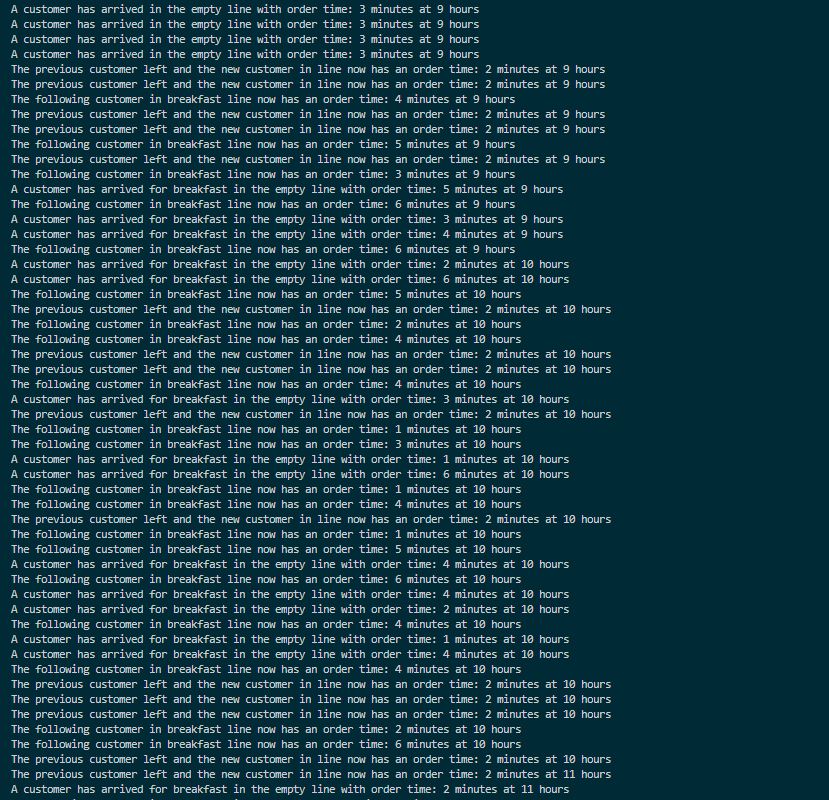 A customer has arrived in the empty line with order time: 3 minutes at 9 hours
A customer has arrived in the empty line with order time: 3 minutes at 9 hours
A customer has arrived in the empty line with order time: 3 minutes at 9 hours
A customer has arrived in the empty line with order time: 3 minutes at 9 hours
The previous customer left and the new customer in line now has an order time: 2 minutes at 9 hours
The previous customer left and the new customer in line now has an order time: 2 minutes at 9 hours
The following customer in breakfast line now has an order time: 4 minutes at 9 hours
The previous customer left and the new customer in line now has an order time: 2 minutes at 9 hours
The previous customer left and the new customer in line now has an order time: 2 minutes at 9 hours
The following customer in breakfast line now has an order time: 5 minutes at 9 hours
The previous customer left and the new customer in line now has an order time: 2 minutes at 9 hours
The following customer in breakfast line now has an order time: 3 minutes at 9 hours
A customer has arrived for breakfast in the empty line with order time: 5 minutes at 9 hours
The following customer in breakfast line now has an order time: 6 minutes at 9 hours
A customer has arrived for breakfast in the empty line with order time: 3 minutes at 9 hours
A customer has arrived for breakfast in the empty line with order time: 4 minutes at 9 hours
The following customer in breakfast line now has an order time: 6 minutes at 9 hours
A customer has arrived for breakfast in the empty line with order time: 2 minutes at 10 hours
A customer has arrived for breakfast in the empty line with order time: 6 minutes at 10 hours
The following customer in breakfast line now has an order time: 5 minutes at 10 hours
The previous customer left and the new customer in line now has an order time: 2 minutes at 10 hours
The following customer in breakfast line now has an order time: 2 minutes at 10 hours
The following customer in breakfast line now has an order time: 4 minutes at 10 hours
The previous customer left and the new customer in line now has an order time: 2 minutes at 10 hours
The previous customer left and the new customer in line now has an order time: 2 minutes at 10 hours
The following customer in breakfast line now has an order time: 4 minutes at 10 hours
A customer has arrived for breakfast in the empty line with order time: 3 minutes at 10 hours
The previous customer left and the new customer in line now has an order time: 2 minutes at 10 hours
The following customer in breakfast line now has an order time: 1 minutes at 10 hours
The following customer in breakfast line now has an order time: 3 minutes at 10 hours
A customer has arrived for breakfast in the empty line with order time: 1 minutes at 10 hours
A customer has arrived for breakfast in the empty line with order time: 6 minutes at 10 hours
The following customer in breakfast line now has an order time: 1 minutes at 10 hours
The following customer in breakfast line now has an order time: 4 minutes at 10 hours
The previous customer left and the new customer in line now has an order time: 2 minutes at 10 hours
The following customer in breakfast line now has an order time: 1 minutes at 10 hours
The following customer in breakfast line now has an order time: 5 minutes at 10 hours
A customer has arrived for breakfast in the empty line with order time: 4 minutes at 10 hours
The following customer in breakfast line now has an order time: 6 minutes at 10 hours
A customer has arrived for breakfast in the empty line with order time: 4 minutes at 10 hours
A customer has arrived for breakfast in the empty line with order time: 2 minutes at 10 hours
The following customer in breakfast line now has an order time: 4 minutes at 10 hours
A customer has arrived for breakfast in the empty line with order time: 1 minutes at 10 hours
A customer has arrived for breakfast in the empty line with order time: 4 minutes at 10 hours
The following customer in breakfast line now has an order time: 4 minutes at 10 hours
The previous customer left and the new customer in line now has an order time: 2 minutes at 10 hours
The previous customer left and the new customer in line now has an order time: 2 minutes at 10 hours
The previous customer left and the new customer in line now has an order time: 2 minutes at 10 hours
The following customer in breakfast line now has an order time: 2 minutes at 10 hours
The following customer in breakfast line now has an order time: 6 minutes at 10 hours
The previous customer left and the new customer in line now has an order time: 2 minutes at 10 hours
The previous customer left and the new customer in line now has an order time: 2 minutes at 11 hours
A customer has arrived for breakfast in the empty line with order time: 2 minutes at 11 hours